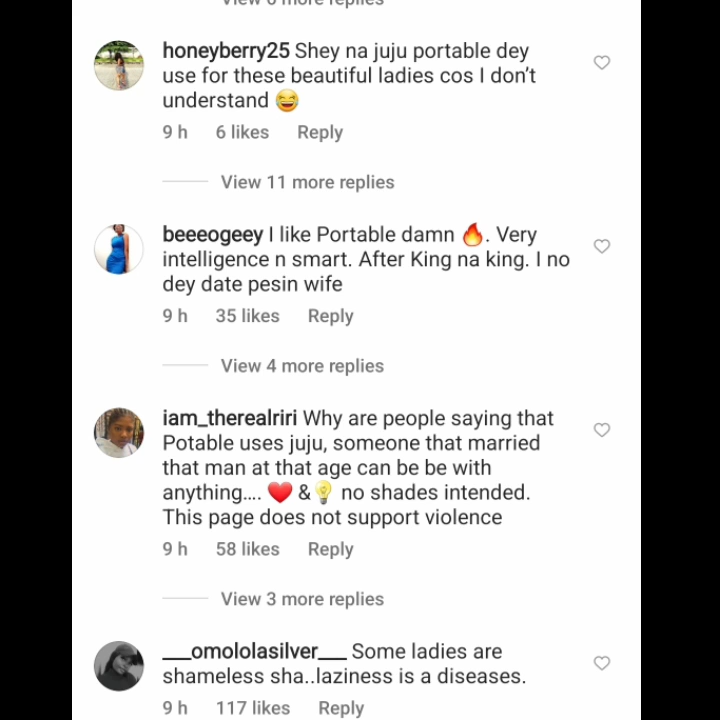 View 6 more replies
honeyberry25 Shey na juju portable dey
use for these beautiful ladies cos I don't
understand 😂
9 h 6 likes Reply
View 11 more replies
beeeogeey I like Portable damn 🔥. Very
intelligence n smart. After King na king. I no
dey date pesin wife
9 h 35 likes Reply
View 4 more replies
iam_therealriri Why are people saying that
Potable uses juju, someone that married
that man at that age can be be with
anything.... ❤️ &💡 no shades intended.
This page does not support violence
9 h 58 likes Reply
View 3 more replies
___omololasilver___ Some ladies are
shameless sha..laziness is a diseases.
9 h 117 likes Reply